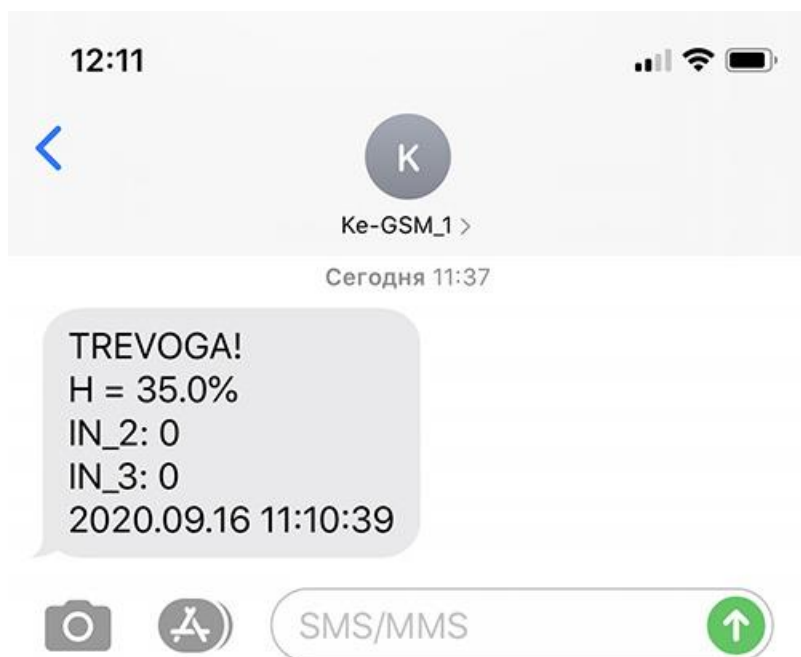 12:11
K
Ke-GSM_1 >
Сегодня 11:37
TREVOGA!
H = 35.0%
IN_2: 0
IN_3: 0
2020.09.16 11:10:39
SMS/MMS